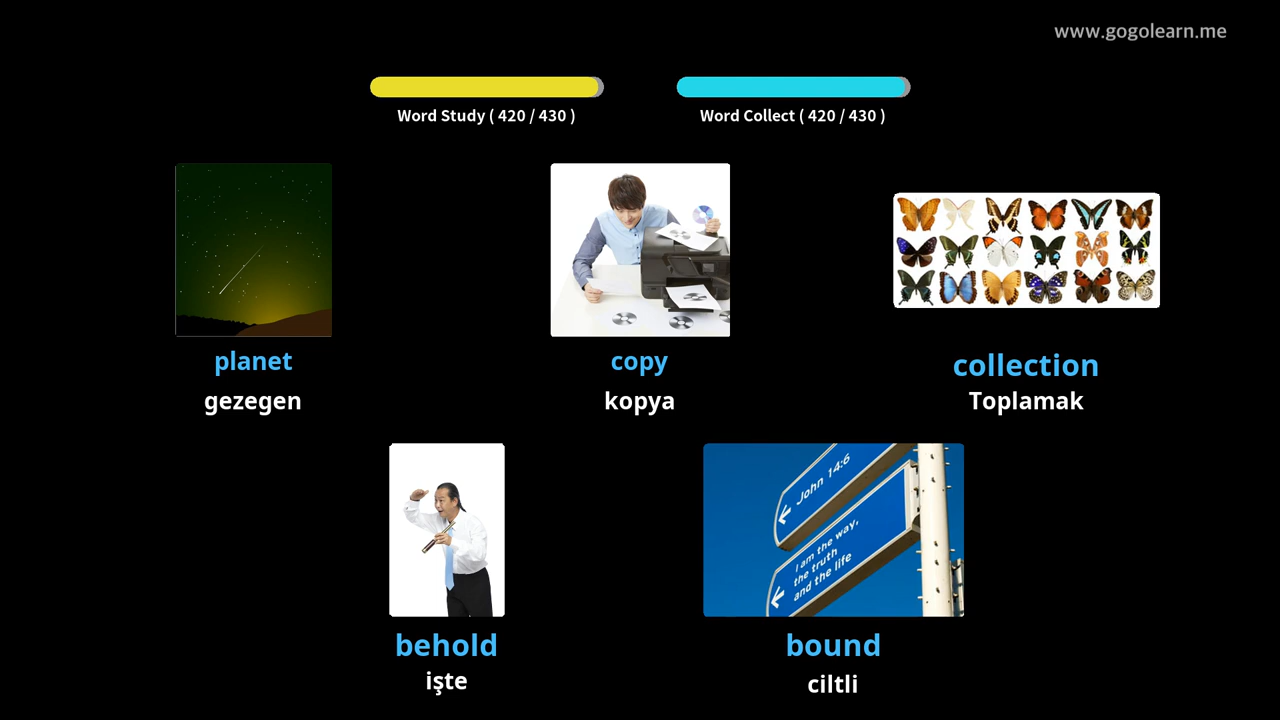 www.gogolearn.me
Word Study ( 420 / 430 )
Word Collect ( 420 / 430 )
planet
gezegen
copy
kopya
collection
Toplamak
John 14:6
I am the way,
the truth
and the life
behold
işte
bound
ciltli